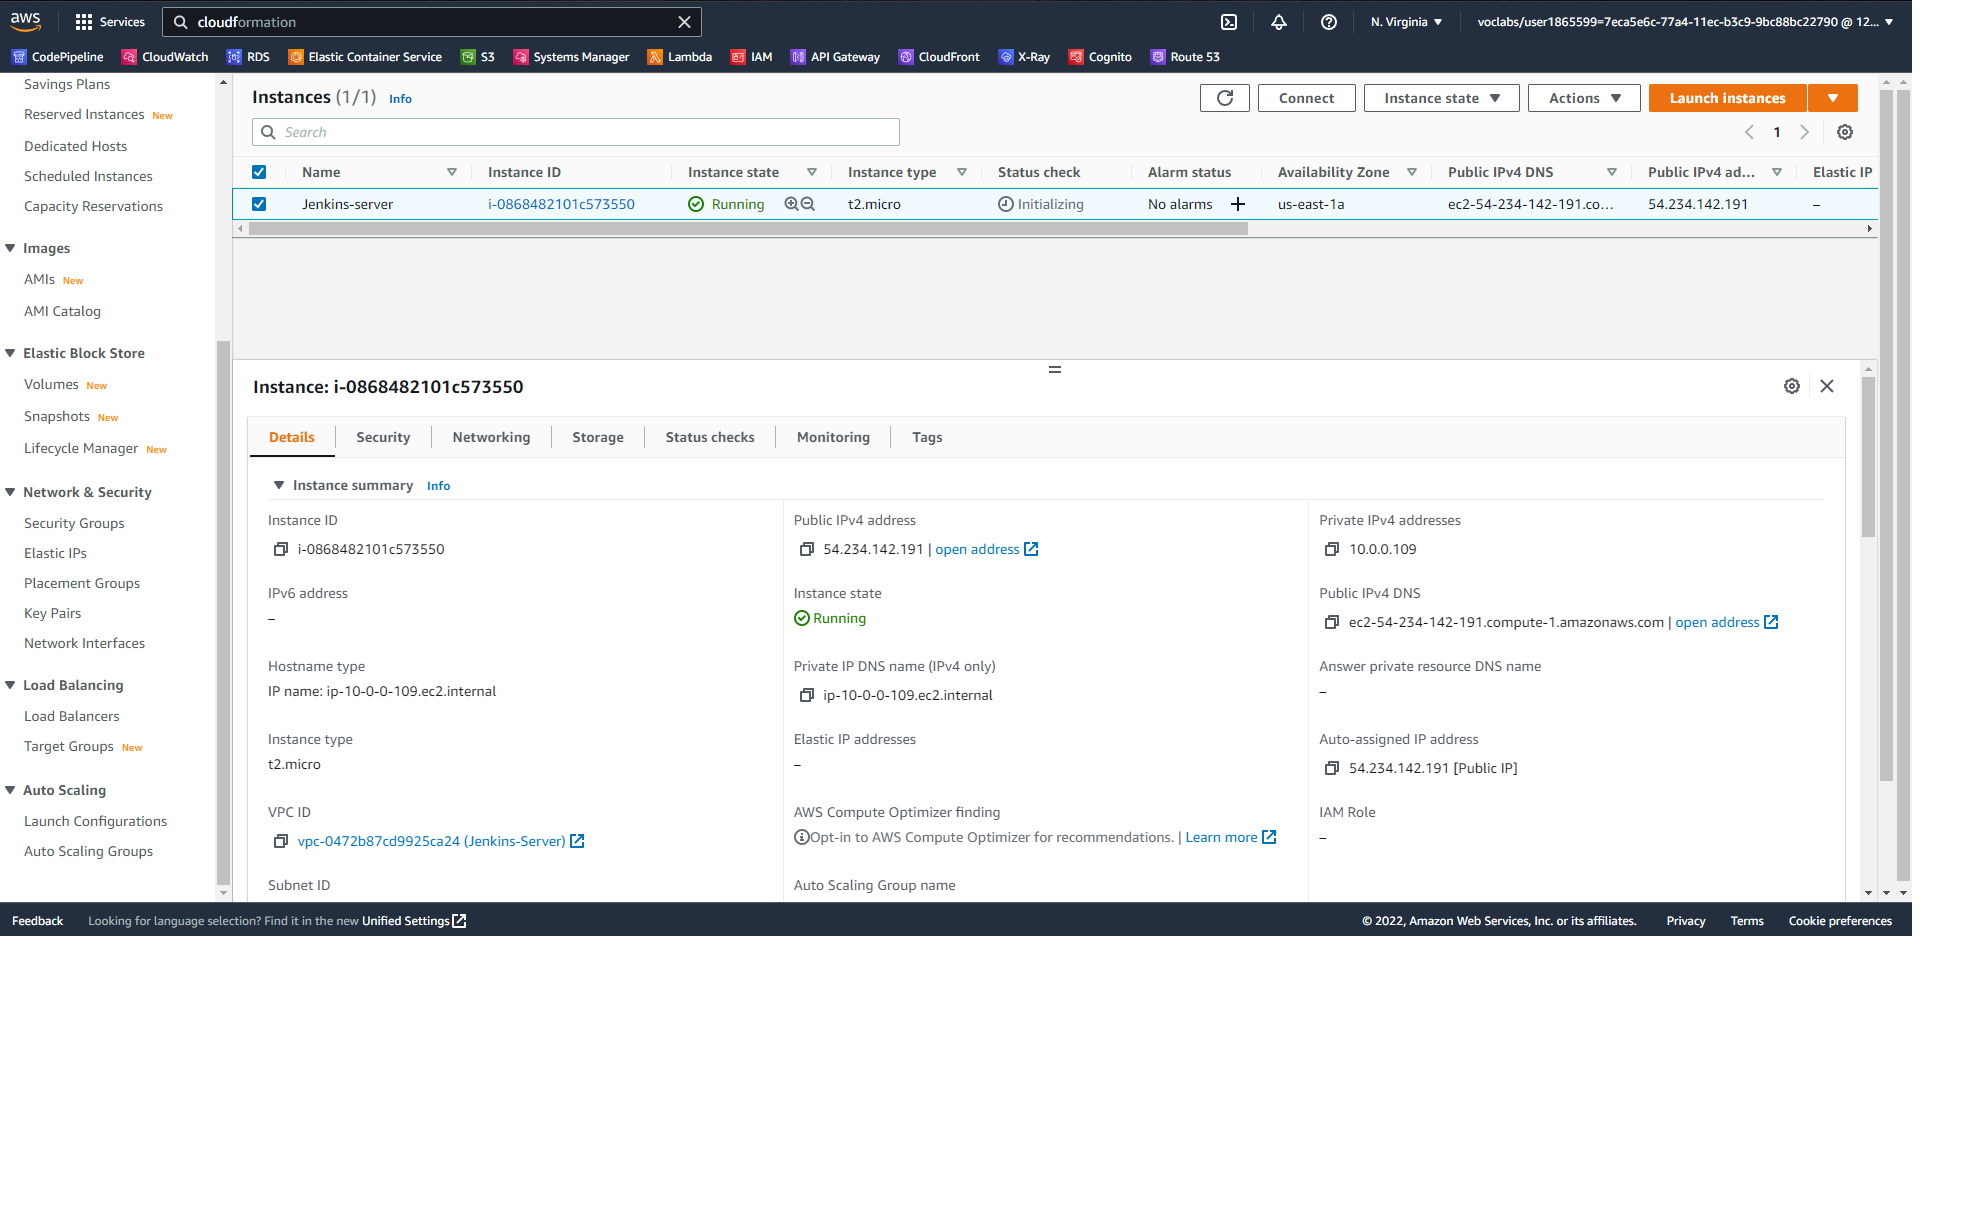 aws
Services
cloudformation
N. Virginia
voclabs/user1865599=7eca5e6c-77a4-11ec-b3c9-9bc88bc22790 @ 12...
CodePipeline CloudWatch RDS Elastic Container Service S3 Systems Manager Lambda IAM API Gateway CloudFront X-Ray Cognito Route 53
Savings Plans
Reserved Instances New
Dedicated Hosts
Scheduled Instances
Capacity Reservations
Images
AMIs New
AMI Catalog
Elastic Block Store
Volumes New
Snapshots New
Lifecycle Manager New
Network & Security
Security Groups
Elastic IPs
Placement Groups
Key Pairs
Network Interfaces
Load Balancing
Load Balancers
Target Groups New
Auto Scaling
Launch Configurations
Auto Scaling Groups
Instances (1/1) Info
Connect
Instance state
Actions
Launch instances
Search
1
Name Instance ID Instance state Instance type Status check Alarm status Availability Zone Public IPv4 DNS Public IPv4 ad... Elastic IP
Jenkins-server i-0868482101c573550 Running t2.micro Initializing No alarms us-east-1a ec2-54-234-142-191.co... 54.234.142.191 –
Instance: i-0868482101c573550
Details Security Networking Storage Status checks Monitoring Tags
Instance summary Info
Instance ID
i-0868482101c573550
Public IPv4 address
54.234.142.191 | open address
Private IPv4 addresses
10.0.0.109
IPv6 address
–
Instance state
Running
Public IPv4 DNS
ec2-54-234-142-191.compute-1.amazonaws.com | open address
Hostname type
IP name: ip-10-0-0-109.ec2.internal
Private IP DNS name (IPv4 only)
ip-10-0-0-109.ec2.internal
Answer private resource DNS name
–
Instance type
t2.micro
Elastic IP addresses
–
Auto-assigned IP address
54.234.142.191 [Public IP]
VPC ID
vpc-0472b87cd9925ca24 (Jenkins-Server)
AWS Compute Optimizer finding
Opt-in to AWS Compute Optimizer for recommendations. | Learn more
IAM Role
–
Subnet ID
Auto Scaling Group name
Feedback Looking for language selection? Find it in the new Unified Settings
© 2022, Amazon Web Services, Inc. or its affiliates. Privacy Terms Cookie preferences